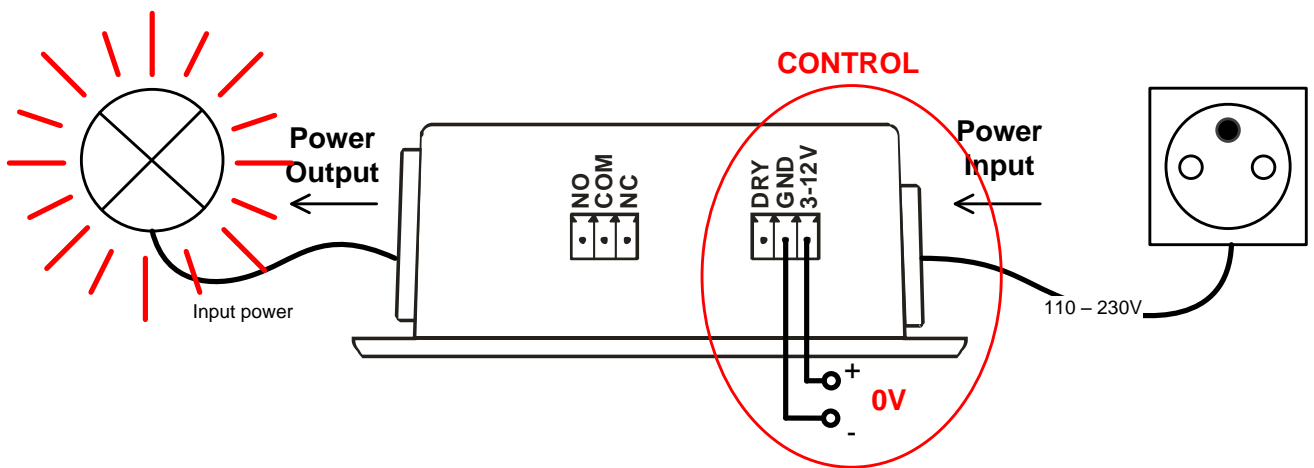 CONTROL
Power
Output
Power
Input
NO
COM
NC
DRY
GND
3-12V
Input power
110 – 230V
+
0V
-